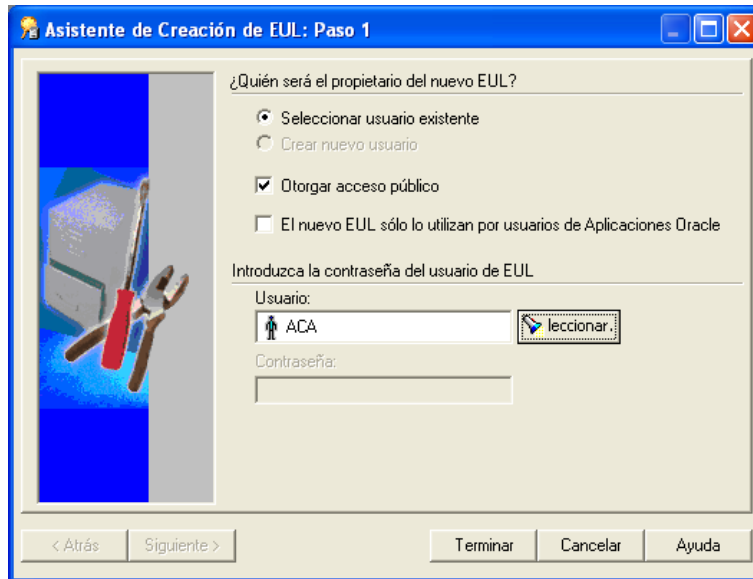 Asistente de Creación de EUL: Paso 1
¿Quién será el propietario del nuevo EUL?
Seleccionar usuario existente
Crear nuevo usuario
Otorgar acceso público
El nuevo EUL sólo lo utilizan por usuarios de Aplicaciones Oracle
Introduzca la contraseña del usuario de EUL
Usuario:
ACA
leccionar.
Contraseña:
< Atrás
Siguiente >
Terminar
Cancelar
Ayuda